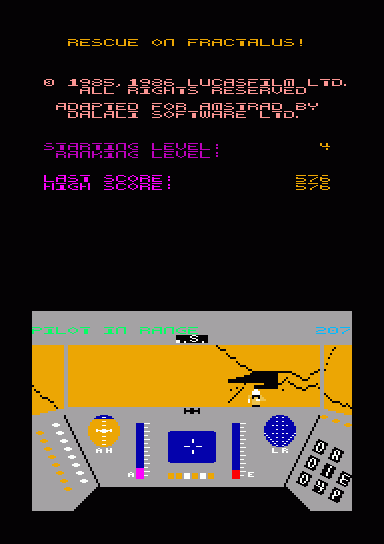 RESCUE ON FRACTALUS!
© 1985,1986 LUCASFILM LTD.
ALL RIGHTS RESERVED
ADAPTED FOR AMSTRAD BY
DALALI SOFTWARE LTD.
STARTING LEVEL: 4
RANKING LEVEL:
LAST SCORE: 576
HIGH SCORE: 576
207
.S.
A H
L R
A
E